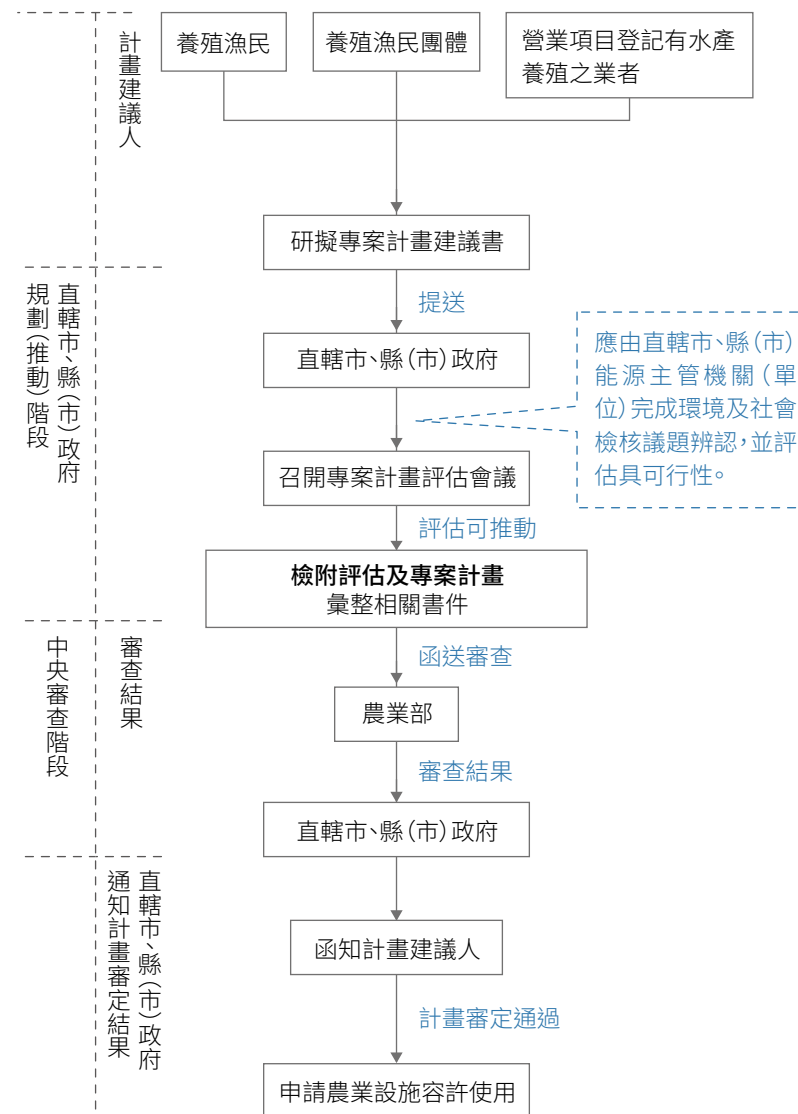 計畫建議人
養殖漁民
養殖漁民團體
營業項目登記有水產
養殖之業者
研擬專案計畫建議書
提送
直轄市、縣（市）政府
規劃（推動）階段
直轄市、縣（市）政府
應由直轄市、縣（市）
能源主管機關（單
位）完成環境及社會
檢核議題辨認，並評
估具可行性。
召開專案計畫評估會議
評估可推動
檢附評估及專案計畫
彙整相關書件
函送審查
中央審查階段
審查結果
農業部
審查結果
直轄市、縣（市）政府
直轄市、縣（市）政府
通知計畫審定結果
函知計畫建議人
計畫審定通過
申請農業設施容許使用